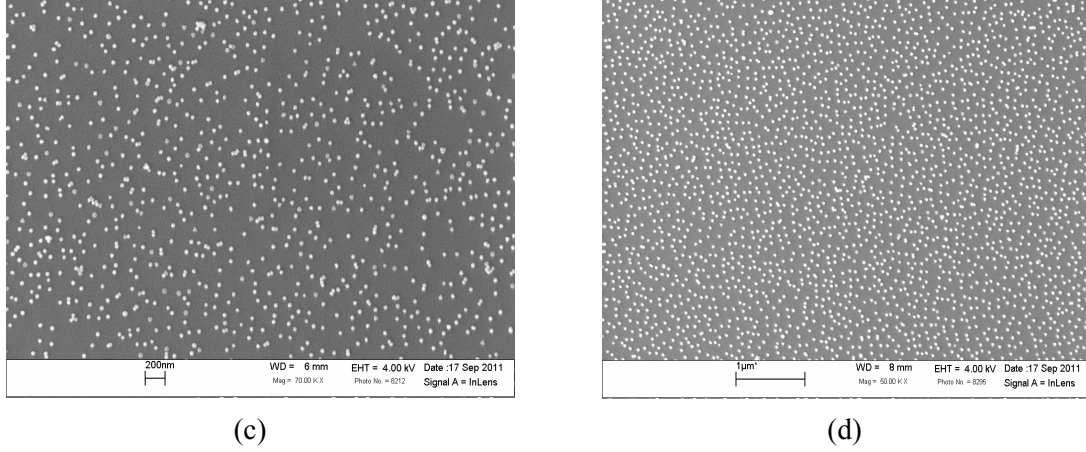 200nm
WD = 6 mm
EHT = 4.00 kV
Date :17 Sep 2011
Mag = 70.00 K X
Photo No. = 8212
Signal A = InLens
1µm*
WD = 8 mm
EHT = 4.00 kV
Date :17 Sep 2011
Mag = 50.00 K X
Photo No. = 8295
Signal A = InLens
(c)
(d)